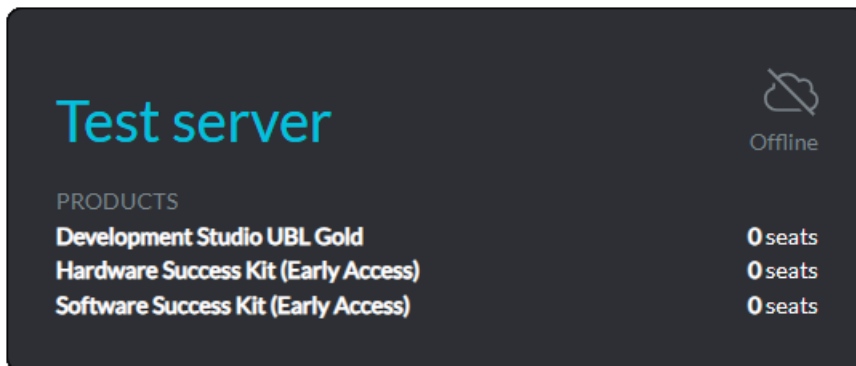 Test server
Offline
PRODUCTS
Development Studio UBL Gold 0 seats
Hardware Success Kit (Early Access) 0 seats
Software Success Kit (Early Access) 0 seats